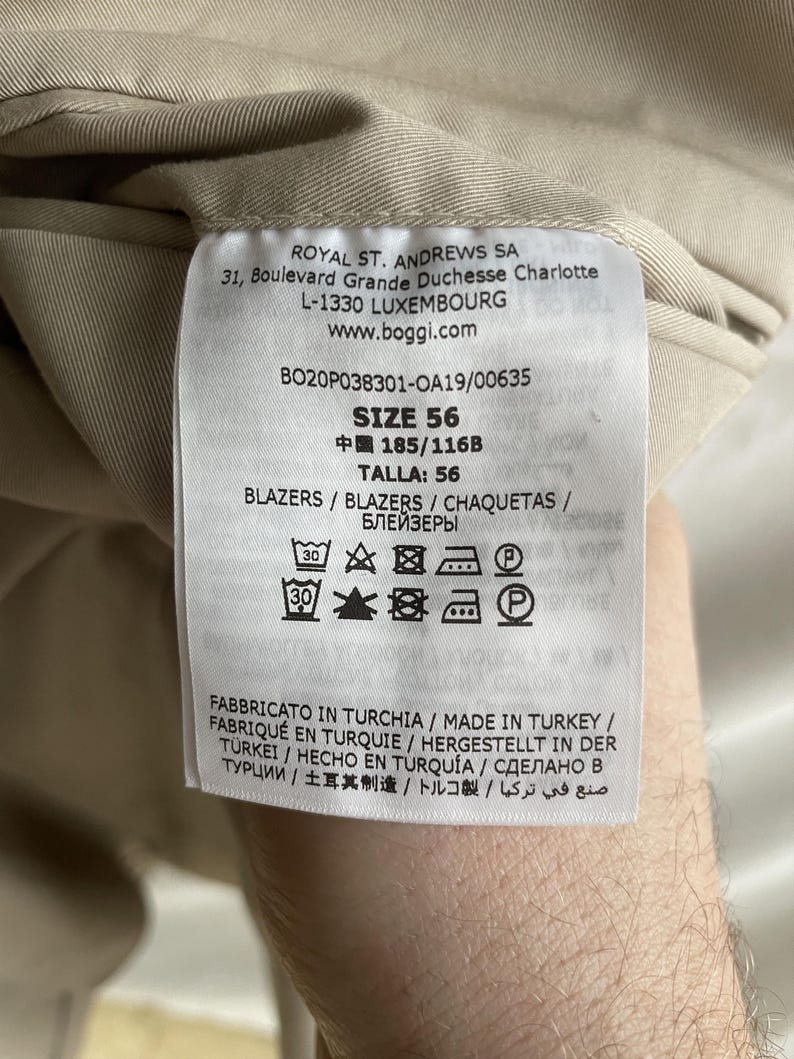 ROYAL ST. ANDREWS SA
31, Boulevard Grande Duchesse Charlotte
L-1330 LUXEMBOURG
www.boggi.com
BO20P038301-OA19/00635
SIZE 56
中國 185/116B
TALLA: 56
BLAZERS / BLAZERS / CHAQUETAS /
БЛЕЙЗЕРЫ
30 P
30 P
FABBRICATO IN TURCHIA / MADE IN TURKEY /
FABRIQUÉ EN TURQUIE / HERGESTELLT IN DER
TÜRKEI / HECHO EN TURQUÍA / СДЕЛАНО В
ТУРЦИИ / 土耳其制造 / トルコ製 / صنع في تركيا